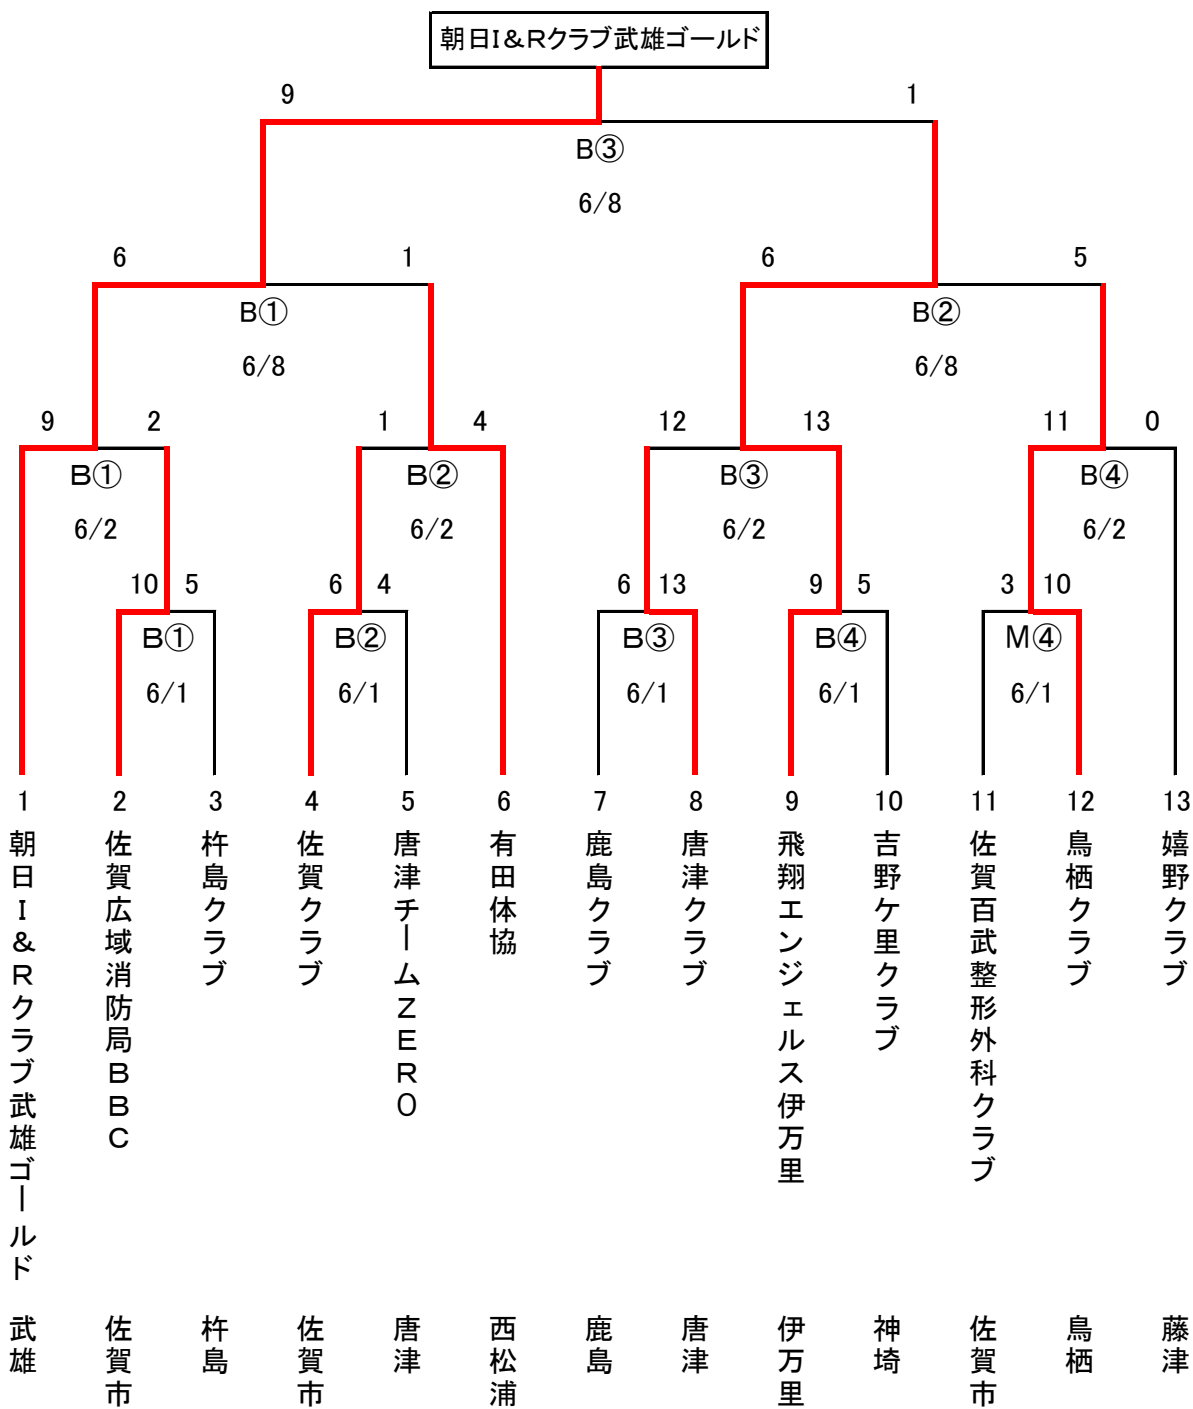 朝日I&Rクラブ武雄ゴールド
9 1
B③
6/8
6 1 6 5
B① B②
6/8 6/8
9 2 1 4 12 13 11 0
B① B② B③ B④
6/2 6/2 6/2 6/2
10 5 6 4 6 13 9 5 3 10
B① B② B③ B④ M④
6/1 6/1 6/1 6/1 6/1
1 2 3 4 5 6 7 8 9 10 11 12 13
朝日I&Rクラブ武雄ゴールド
佐賀広域消防局BBC
杵島クラブ
佐賀クラブ
唐津チームZERO
有田体協
鹿島クラブ
唐津クラブ
飛翔エンジェルス伊万里
吉野ケ里クラブ
佐賀百武整形外科クラブ
鳥栖クラブ
嬉野クラブ
武雄
佐賀市
杵島
佐賀市
唐津
西松浦
鹿島
唐津
伊万里
神埼
佐賀市
鳥栖
藤津